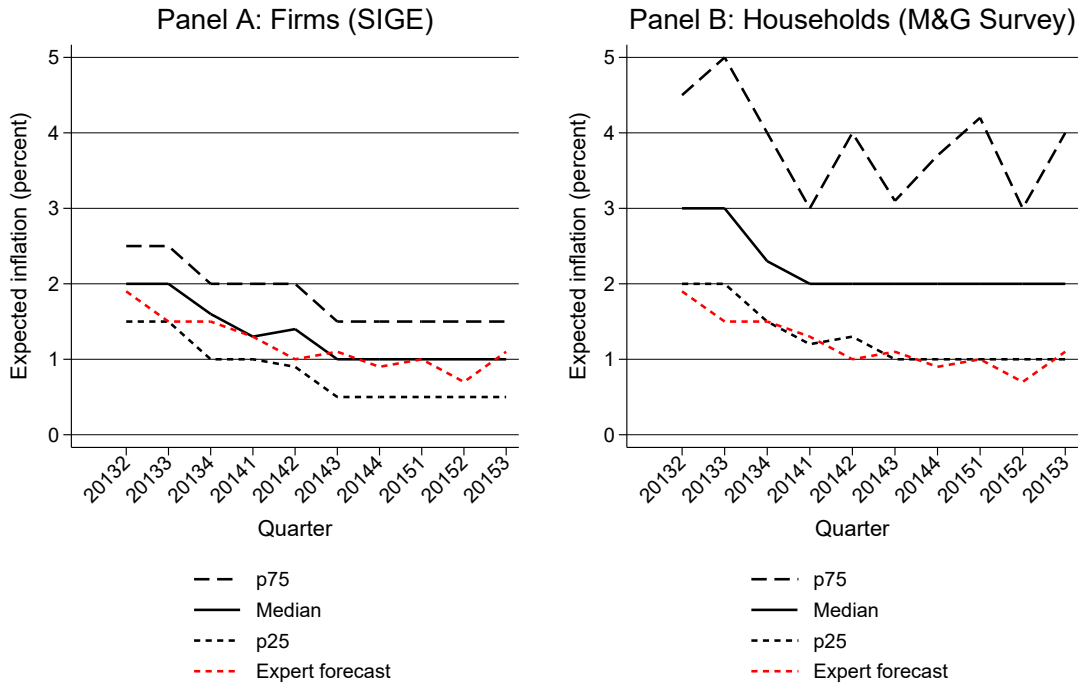 Panel A: Firms (SIGE)
Expected inflation (percent)
5
4
3
2
1
0
20132
20133
20134
20141
20142
20143
20144
20151
20152
20153
Quarter
p75
Median
p25
Expert forecast
Panel B: Households (M&G Survey)
Expected inflation (percent)
5
4
3
2
1
0
20132
20133
20134
20141
20142
20143
20144
20151
20152
20153
Quarter
p75
Median
p25
Expert forecast